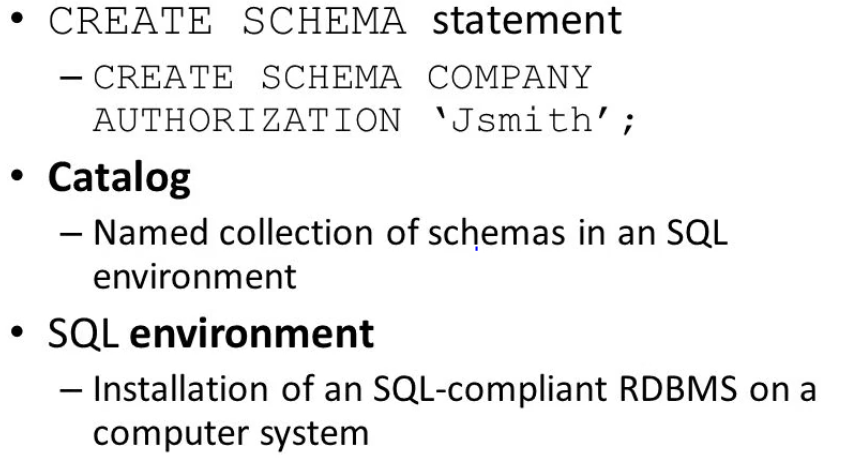 • CREATE SCHEMA statement
– CREATE SCHEMA COMPANY
AUTHORIZATION ‘Jsmith’;
• Catalog
– Named collection of schemas in an SQL
environment
• SQL environment
– Installation of an SQL-compliant RDBMS on a
computer system